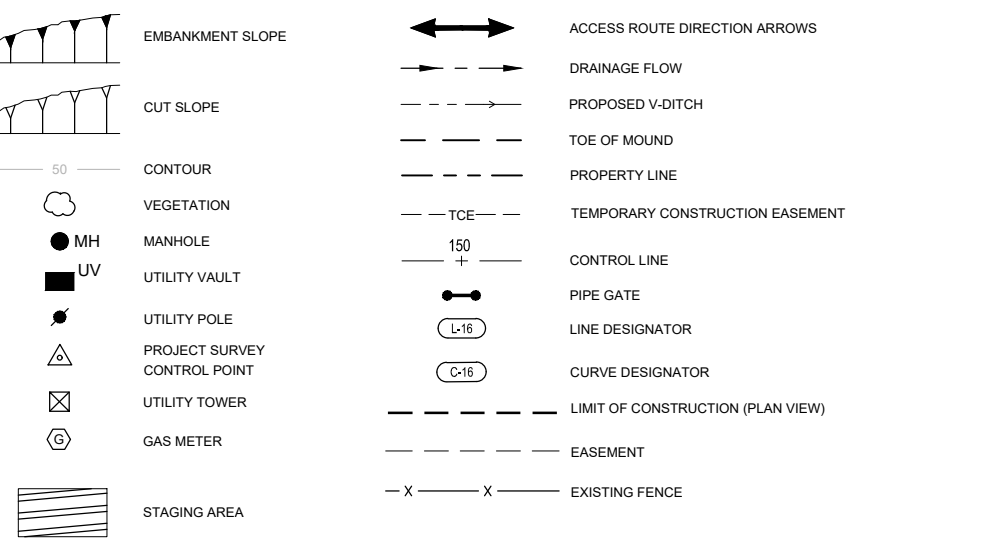 EMBANKMENT SLOPE
CUT SLOPE
50
CONTOUR
VEGETATION
MH
MANHOLE
UV
UTILITY VAULT
UTILITY POLE
PROJECT SURVEY
CONTROL POINT
UTILITY TOWER
G
GAS METER
STAGING AREA
ACCESS ROUTE DIRECTION ARROWS
DRAINAGE FLOW
PROPOSED V-DITCH
TOE OF MOUND
PROPERTY LINE
TCE
TEMPORARY CONSTRUCTION EASEMENT
150
CONTROL LINE
PIPE GATE
L-16
LINE DESIGNATOR
C-16
CURVE DESIGNATOR
LIMIT OF CONSTRUCTION (PLAN VIEW)
EASEMENT
X X
EXISTING FENCE